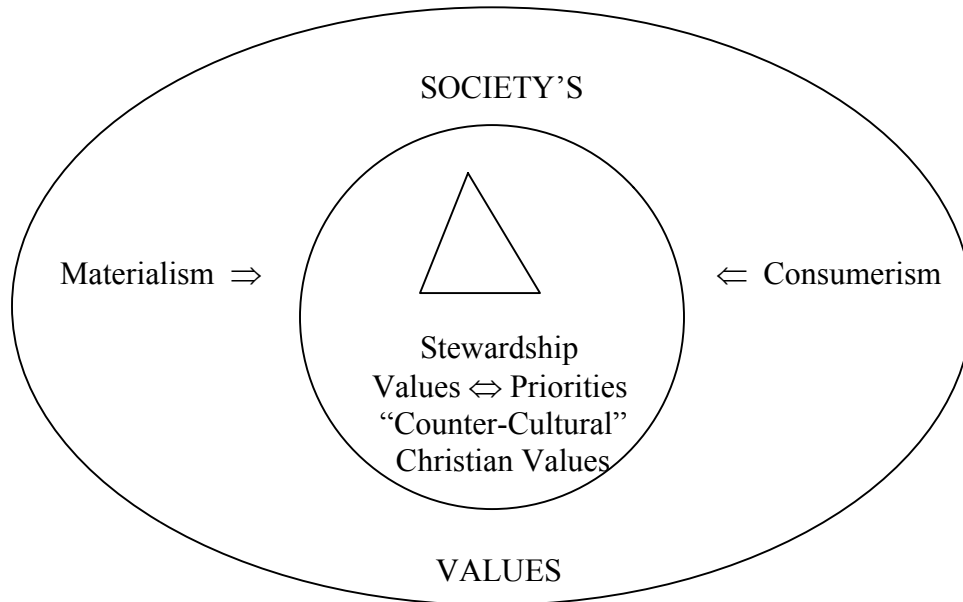 SOCIETY’S
Materialism ⇒
⇐ Consumerism
Stewardship
Values ⇔ Priorities
“Counter-Cultural”
Christian Values
VALUES